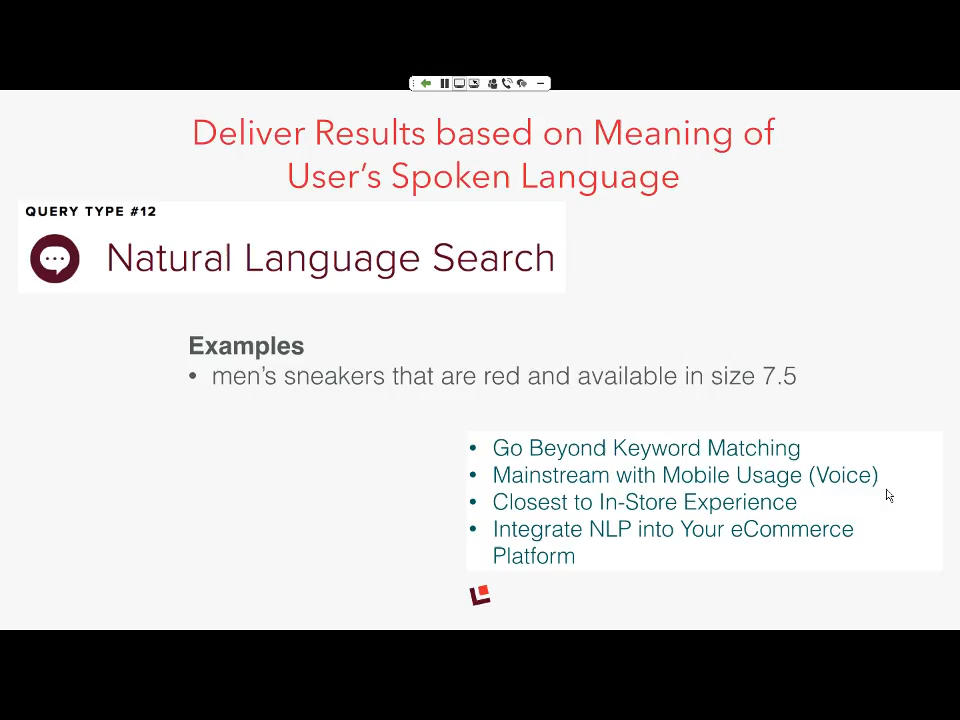 Deliver Results based on Meaning of
User's Spoken Language
QUERY TYPE #12
Natural Language Search
Examples
• men's sneakers that are red and available in size 7.5
• Go Beyond Keyword Matching
• Mainstream with Mobile Usage (Voice)
• Closest to In-Store Experience
• Integrate NLP into Your eCommerce
Platform